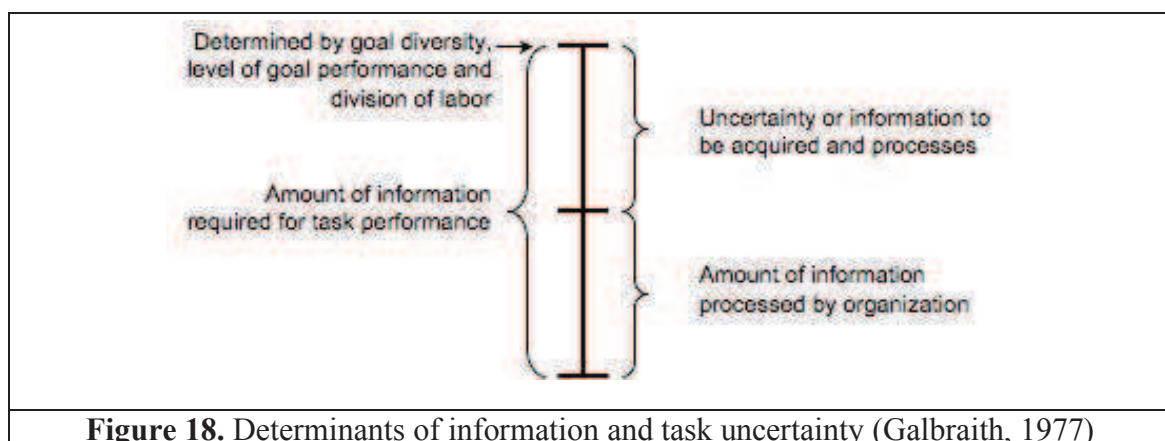 Determined by goal diversity,
level of goal performance and
division of labor
Uncertainty or information to
be acquired and processes
Amount of information
required for task performance
Amount of information
processed by organization
Figure 18. Determinants of information and task uncertainty (Galbraith, 1977)